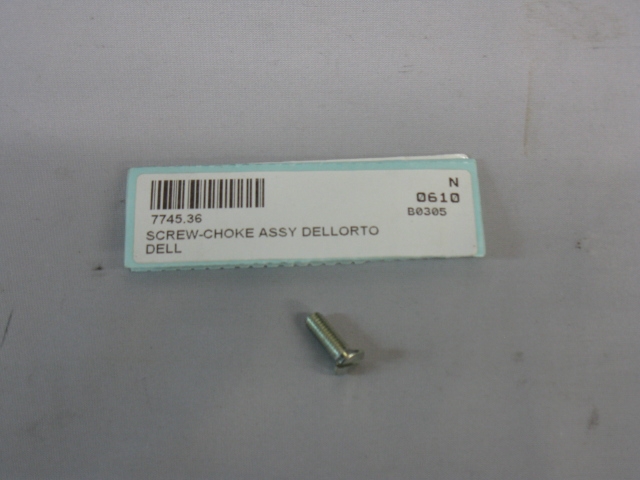 N
0610
7745.36 B0305
SCREW-CHOKE ASSY DELLORTO
DELL